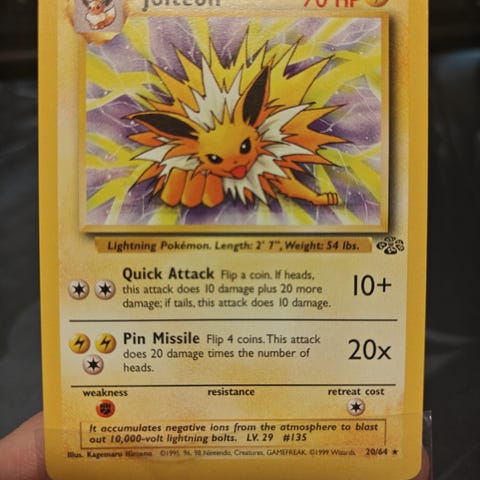 Jolteon 70 HP
Lightning Pokémon. Length: 2' 7", Weight: 54 lbs.
Quick Attack Flip a coin. If heads,
this attack does 10 damage plus 20 more
damage; if tails, this attack does 10 damage.
10+
Pin Missile Flip 4 coins. This attack
does 20 damage times the number of
heads.
20x
weakness resistance retreat cost
It accumulates negative ions from the atmosphere to blast
out 10,000-volt lightning bolts. LV. 29 #135
Illus. Kagemaru Himeno ©1995, 96, 98 Nintendo, Creatures, GAMEFREAK. ©1999 Wizards. 20/64 ★